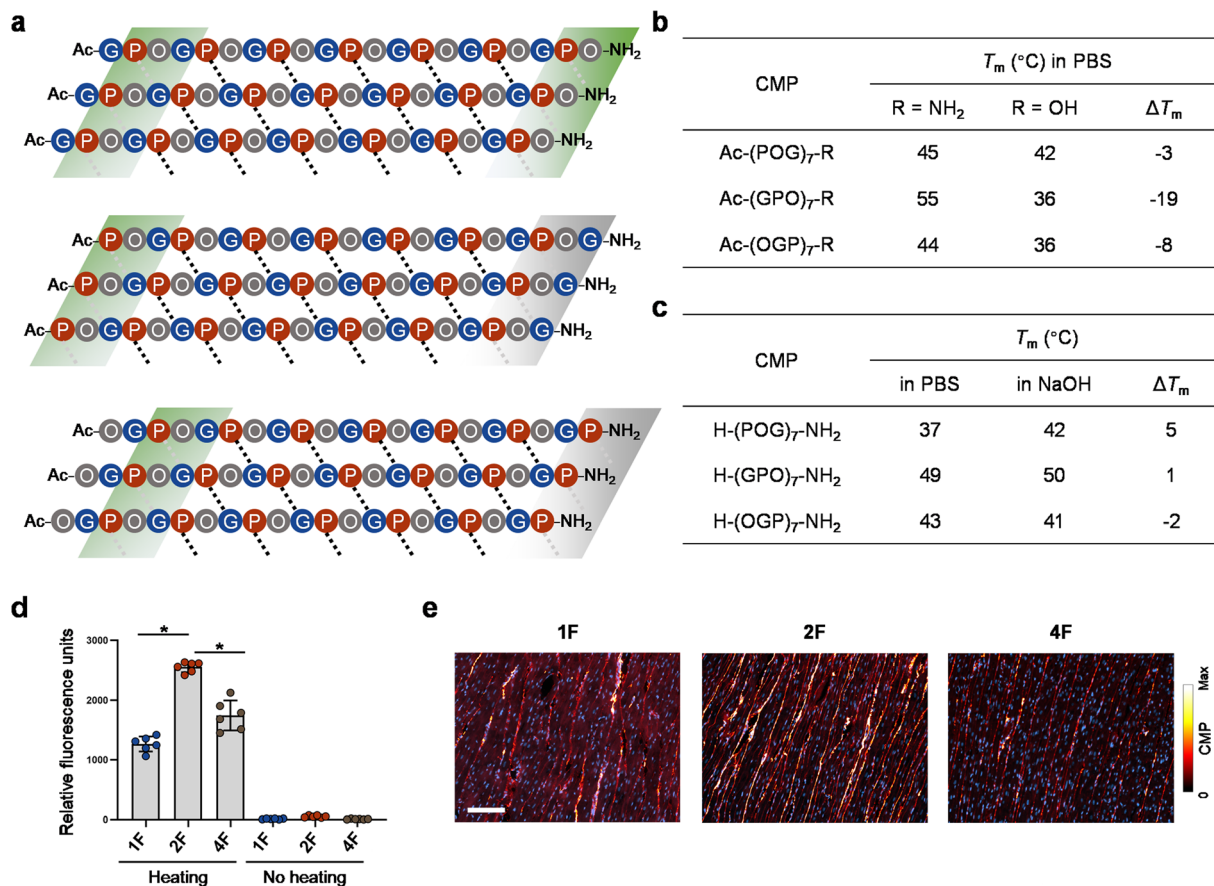 a
Ac-GPOGPOGPOGPOGPOGPOGPO-NH₂
Ac-GPOGPOGPOGPOGPOGPOGPO-NH₂
Ac-GPOGPOGPOGPOGPOGPOGPO-NH₂
Ac-POGPOGPOGPOGPOGPOGPOG-NH₂
Ac-POGPOGPOGPOGPOGPOGPOG-NH₂
Ac-POGPOGPOGPOGPOGPOGPOG-NH₂
Ac-OGPOGPOGPOGPOGPOGPOGP-NH₂
Ac-OGPOGPOGPOGPOGPOGPOGP-NH₂
Ac-OGPOGPOGPOGPOGPOGPOGP-NH₂
b
CMP Tm (°C) in PBS
R = NH₂ R = OH ΔTm
Ac-(POG)₇-R 45 42 -3
Ac-(GPO)₇-R 55 36 -19
Ac-(OGP)₇-R 44 36 -8
c
CMP Tm (°C)
in PBS in NaOH ΔTm
H-(POG)₇-NH₂ 37 42 5
H-(GPO)₇-NH₂ 49 50 1
H-(OGP)₇-NH₂ 43 41 -2
d
Relative fluorescence units
3000
2000
1000
0
* *
1F 2F 4F 1F 2F 4F
Heating No heating
e
1F 2F 4F
Max
CMP
0